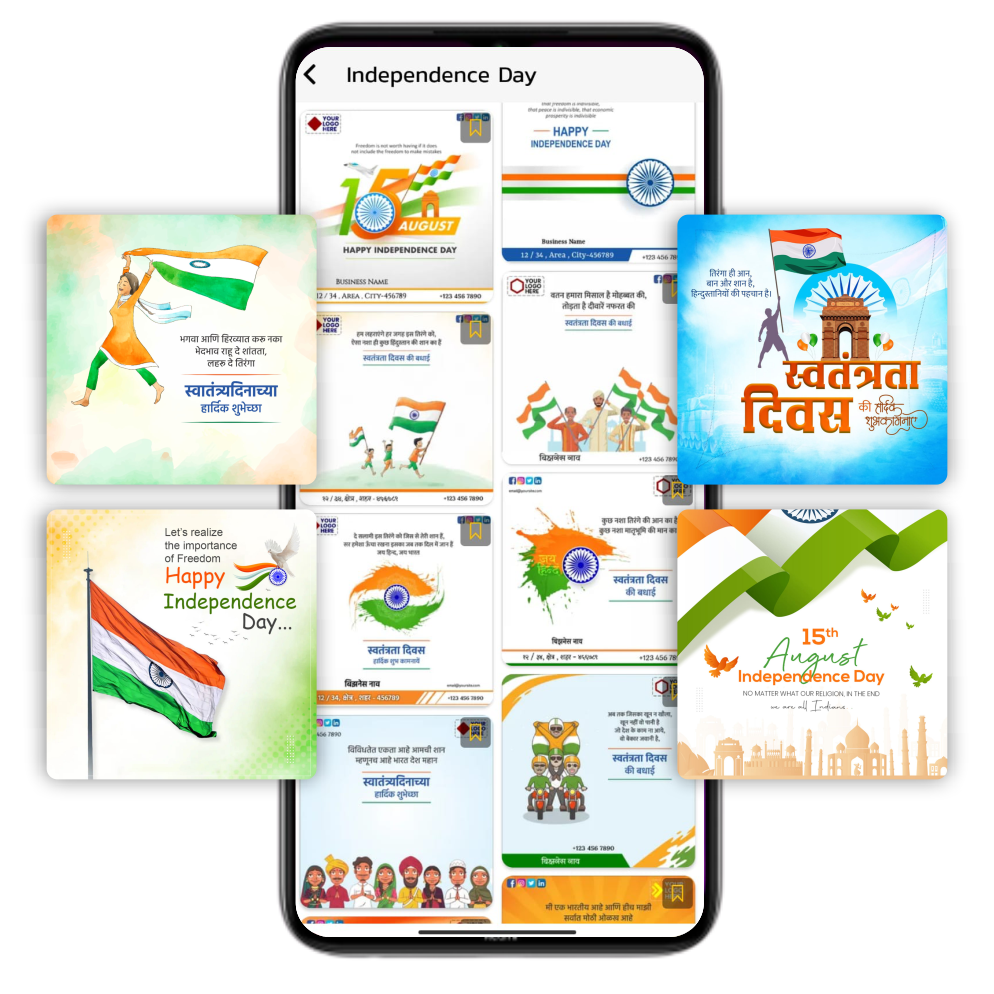 Independence Day
YOUR
LOGO
HERE
Freedom is not worth having if it does
not include the freedom to make mistakes
15
AUGUST
HAPPY INDEPENDENCE DAY
BUSINESS NAME
12 / 34 , AREA , CITY-456789
+123 456 7890
that peace is indivisible, that economic
prosperity is indivisible
HAPPY
INDEPENDENCE DAY
Business Name
12 / 34 , Area , City-456789
+123 456 78
भगवा आणि हिरव्यात करू नका
भेदभाव राहू दे शांतता,
लहरू दे तिरंगा
स्वातंत्र्यदिनाच्या
हार्दिक शुभेच्छा
YOUR
LOGO
HERE
हम लहराएंगे हर जगह इस तिरंगे को,
ऐसा नशा ही कुछ हिंदुस्तान की शान का है
स्वतंत्रता दिवस की बधाई
१२ / ३४, क्षेत्र , शहर - ४५६७८९
+123 456 7890
YOUR
LOGO
HERE
वतन हमारा मिसाल है मोहब्बत की,
तोड़ता है दीवारें नफरत की
स्वतंत्रता दिवस की बधाई
बिझनेस नाव
+123 456 7890
तिरंगा ही आन,
बान और शान है,
हिन्दुस्तानियों की पहचान है।
स्वतंत्रता
दिवस
की हार्दिक
शुभकामनाएं
Let's realize
the importance
of Freedom
Happy
Independence
Day...
YOUR
LOGO
HERE
दे सलामी इस तिरंगे को जिस से तेरी शान हैं,
सर हमेशा ऊँचा रखना इसका जब तक दिल में जान हैं
जय हिन्द, जय भारत
स्वतंत्रता दिवस
हार्दिक शुभ कामनायें
बिझनेस नाव
12 / 34, क्षेत्र , शहर - 456789
+123 456 7890
email@yoursite.com
कुछ नशा तिरंगे की आन का है
कुछ नशा मातृभूमि की मान का
जय
हिन्द
स्वतंत्रता दिवस
की बधाई
बिझनेस नाव
१२ / ३४, क्षेत्र , शहर - ४५६७८९
+123 456 78
15th
August
Independence Day
NO MATTER WHAT OUR RELIGION, IN THE END
we are all Indians
456 7890
विविधतेत एकता आहे आमची शान
म्हणूनच आहे भारत देश महान
स्वातंत्र्यदिनाच्या
हार्दिक शुभेच्छा
अब तक जिसका खून न खौला,
खून नहीं वो पानी है
जो देश के काम ना आये,
वो बेकार जवानी है,
स्वतंत्रता दिवस
की बधाई
+123 456 7890
बिझनेस नाव
मी एक भारतीय आहे आणि हीच माझी
सर्वात मोठी ओळख आहे